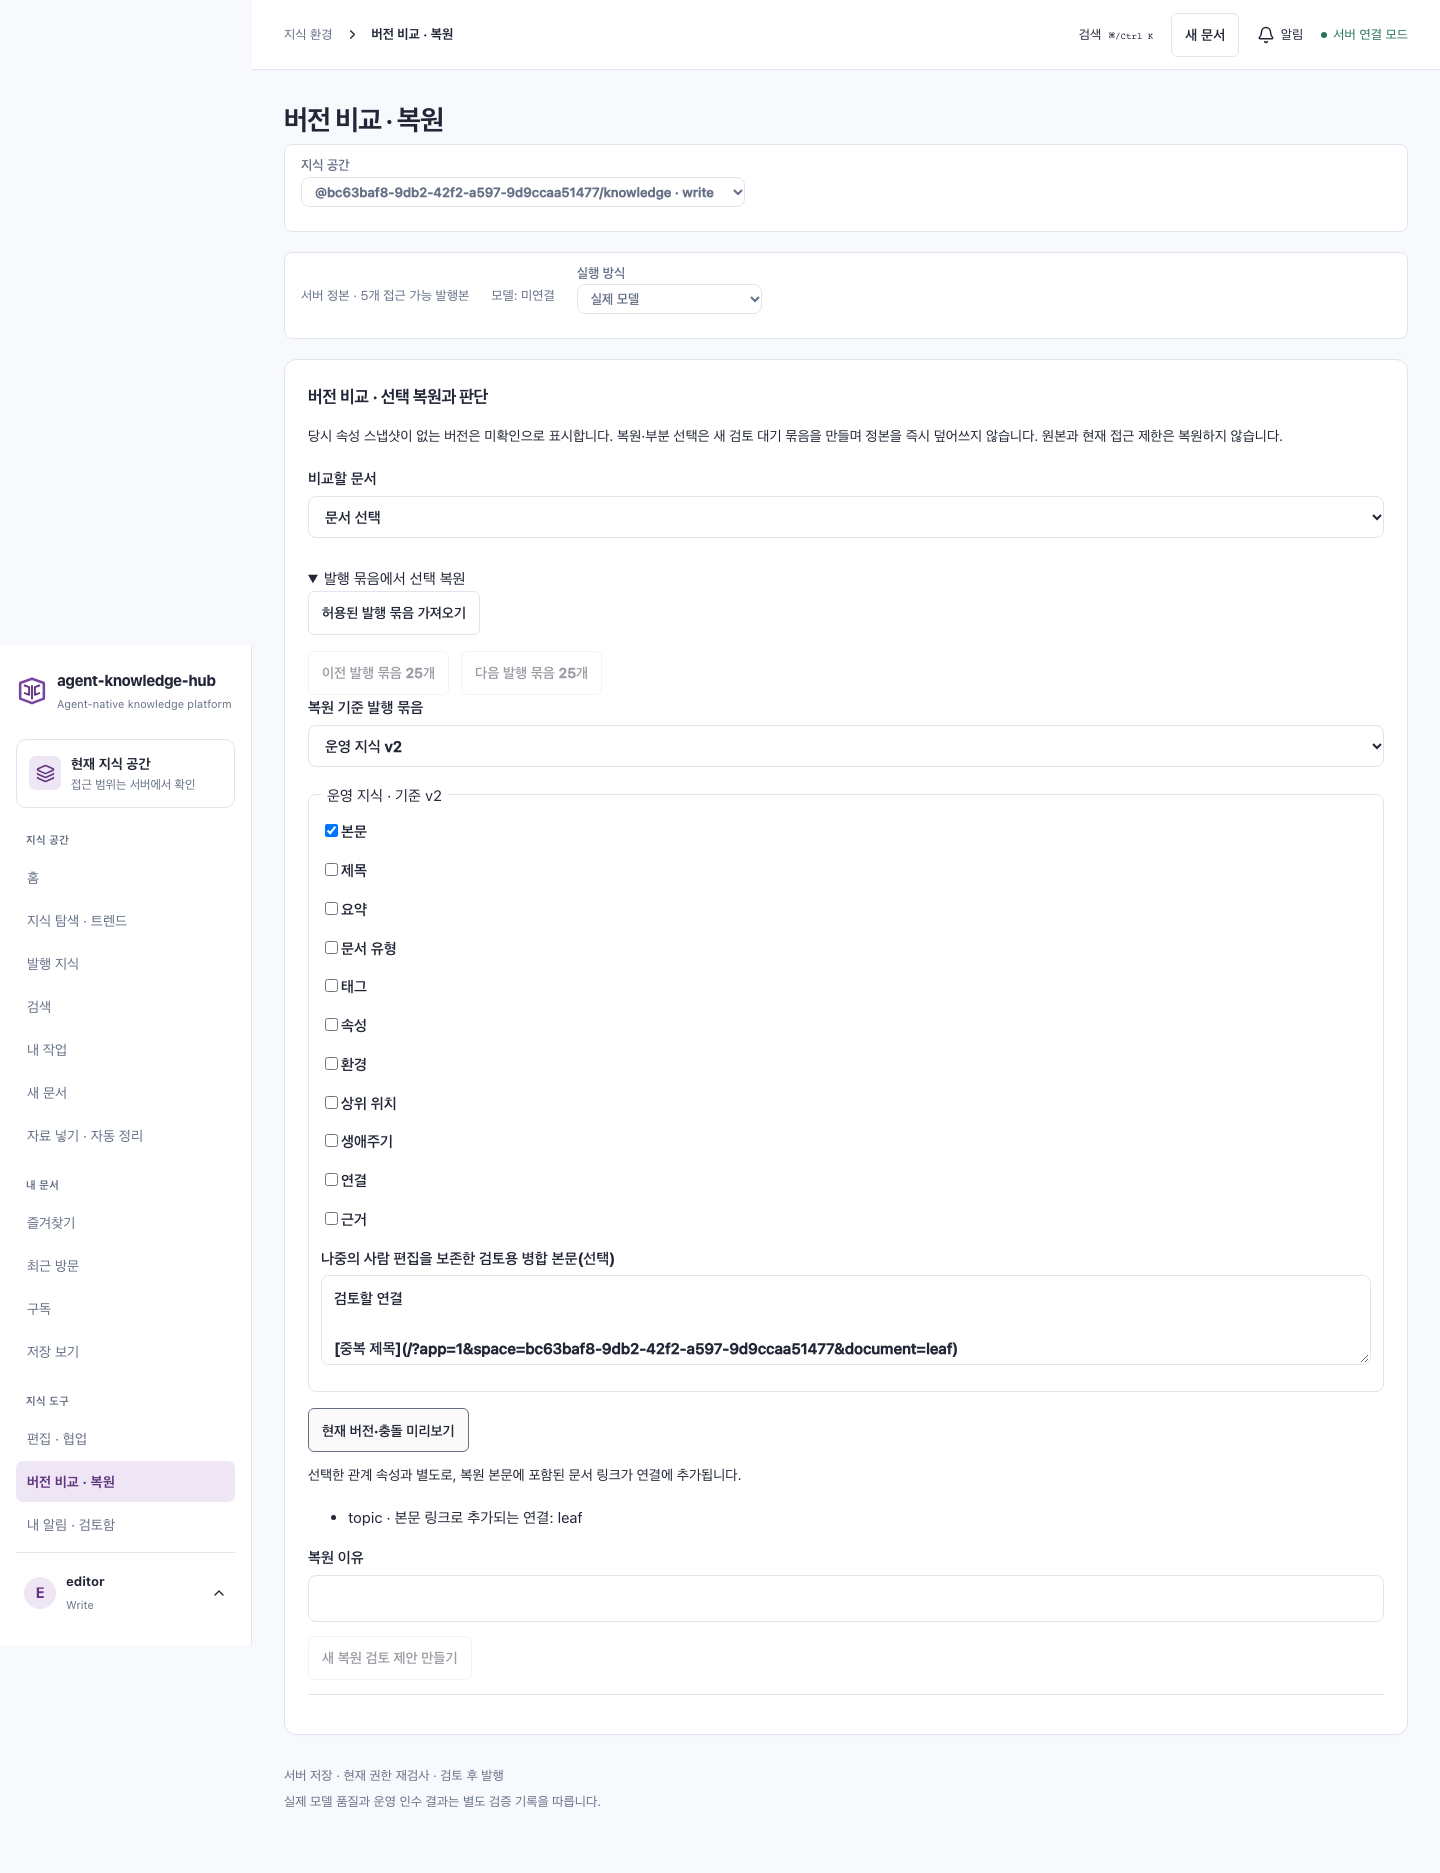 지식 환경
버전 비교 · 복원
검색 ⌘/Ctrl K
새 문서
알림
서버 연결 모드
버전 비교 · 복원
지식 공간
@bc63baf8-9db2-42f2-a597-9d9ccaa51477/knowledge · write
서버 정본 · 5개 접근 가능 발행본
모델: 미연결
실행 방식
실제 모델
버전 비교 · 선택 복원과 판단
당시 속성 스냅샷이 없는 버전은 미확인으로 표시합니다. 복원·부분 선택은 새 검토 대기 묶음을 만들며 정본을 즉시 덮어쓰지 않습니다. 원본과 현재 접근 제한은 복원하지 않습니다.
비교할 문서
문서 선택
▼ 발행 묶음에서 선택 복원
허용된 발행 묶음 가져오기
이전 발행 묶음 25개
다음 발행 묶음 25개
복원 기준 발행 묶음
운영 지식 v2
운영 지식 · 기준 v2
본문
제목
요약
문서 유형
태그
속성
환경
상위 위치
생애주기
연결
근거
나중의 사람 편집을 보존한 검토용 병합 본문(선택)
검토할 연결
[중복 제목](/?app=1&space=bc63baf8-9db2-42f2-a597-9d9ccaa51477&document=leaf)
현재 버전·충돌 미리보기
선택한 관계 속성과 별도로, 복원 본문에 포함된 문서 링크가 연결에 추가됩니다.
• topic · 본문 링크로 추가되는 연결: leaf
복원 이유
새 복원 검토 제안 만들기
서버 저장 · 현재 권한 재검사 · 검토 후 발행
실제 모델 품질과 운영 인수 결과는 별도 검증 기록을 따릅니다.
agent-knowledge-hub
Agent-native knowledge platform
현재 지식 공간
접근 범위는 서버에서 확인
지식 공간
홈
지식 탐색 · 트렌드
발행 지식
검색
내 작업
새 문서
자료 넣기 · 자동 정리
내 문서
즐겨찾기
최근 방문
구독
저장 보기
지식 도구
편집 · 협업
버전 비교 · 복원
내 알림 · 검토함
E
editor
Write